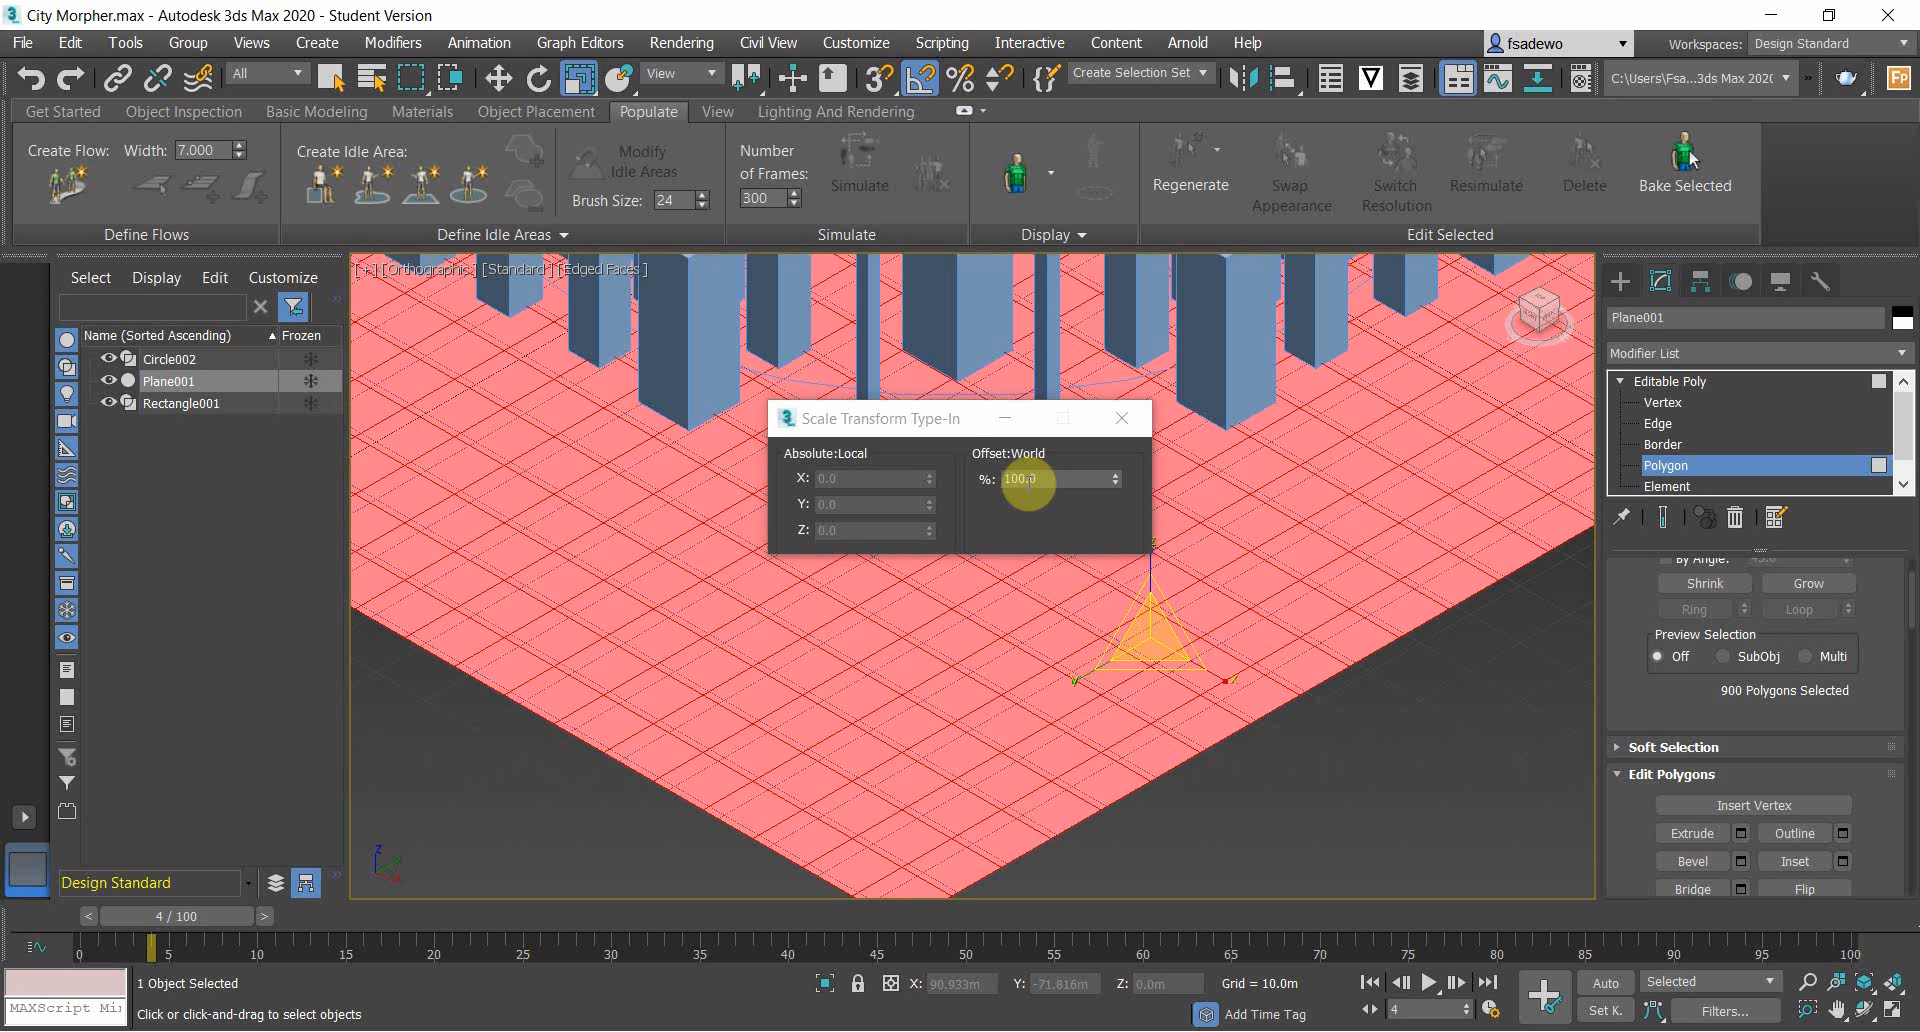 City Morpher.max - Autodesk 3ds Max 2020 - Student Version
File Edit Tools Group Views Create Modifiers Animation Graph Editors Rendering Civil View Customize Scripting Interactive Content Arnold Help
fsadewo
Workspaces: Design Standard
All
View
Create Selection Set
C:\Users\Fsa...3ds Max 202
Get Started Object Inspection Basic Modeling Materials Object Placement Populate View Lighting And Rendering
Create Flow: Width: 7.000
Define Flows
Create Idle Area:
Modify
Idle Areas
Brush Size: 24
Define Idle Areas
Number
of Frames:
300
Simulate
Simulate
Display
Regenerate
Swap
Appearance
Switch
Resolution
Resimulate
Delete
Bake Selected
Edit Selected
Select Display Edit Customize
Name (Sorted Ascending) Frozen
Circle002
Plane001
Rectangle001
Design Standard
[+] [Orthographic] [Standard] [Edged Faces]
Scale Transform Type-In
Absolute:Local
X: 0.0
Y: 0.0
Z: 0.0
Offset:World
%: 100.0
Plane001
Modifier List
Editable Poly
Vertex
Edge
Border
Polygon
Element
By Angle: 45.0
Shrink Grow
Ring Loop
Preview Selection
Off SubObj Multi
900 Polygons Selected
Soft Selection
Edit Polygons
Insert Vertex
Extrude Outline
Bevel Inset
Bridge Flip
< 4 / 100 >
0 5 10 15 20 25 30 35 40 45 50 55 60 65 70 75 80 85 90 95 100
1 Object Selected
X: 90.933m Y: -71.816m Z: 0.0m Grid = 10.0m
Auto Selected
MAXScript Mi
Click or click-and-drag to select objects
Add Time Tag
4
Set K. Filters...